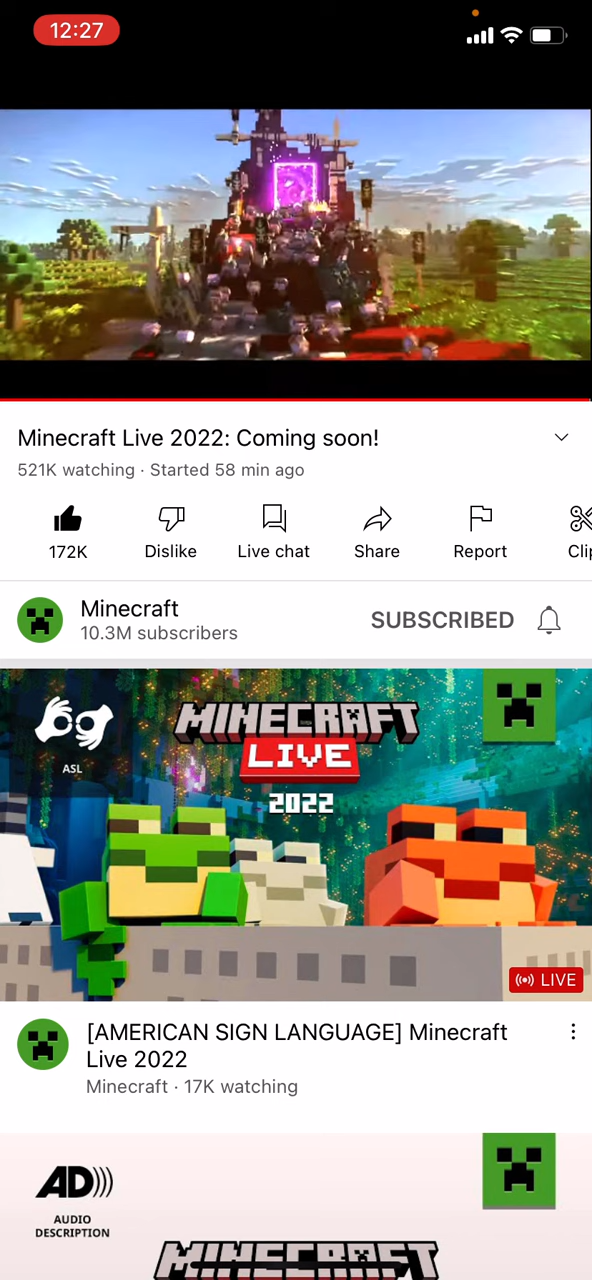 12:27
Minecraft Live 2022: Coming soon!
521K watching · Started 58 min ago
172K
Dislike
Live chat
Share
Report
Clip
Minecraft
10.3M subscribers
SUBSCRIBED
ASL
MINECRAFT
LIVE
2022
LIVE
[AMERICAN SIGN LANGUAGE] Minecraft
Live 2022
Minecraft · 17K watching
AD
AUDIO
DESCRIPTION
MINECRAFT